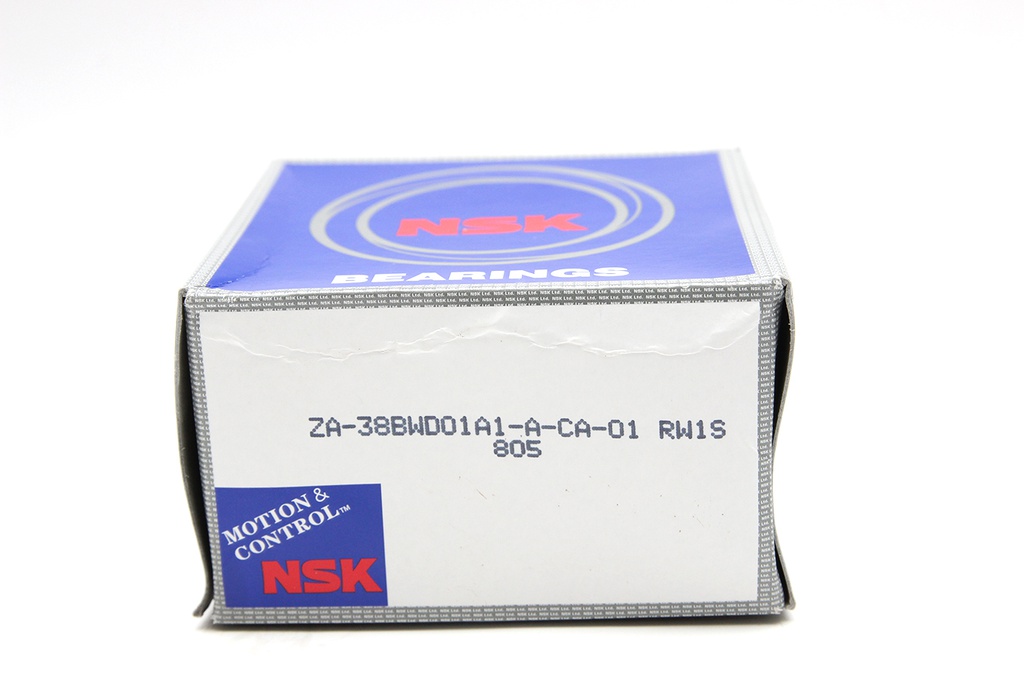 NSK
BEARINGS
ZA-38BWD01A1-A-CA-01 RW1S
805
MOTION &
CONTROL™
NSK